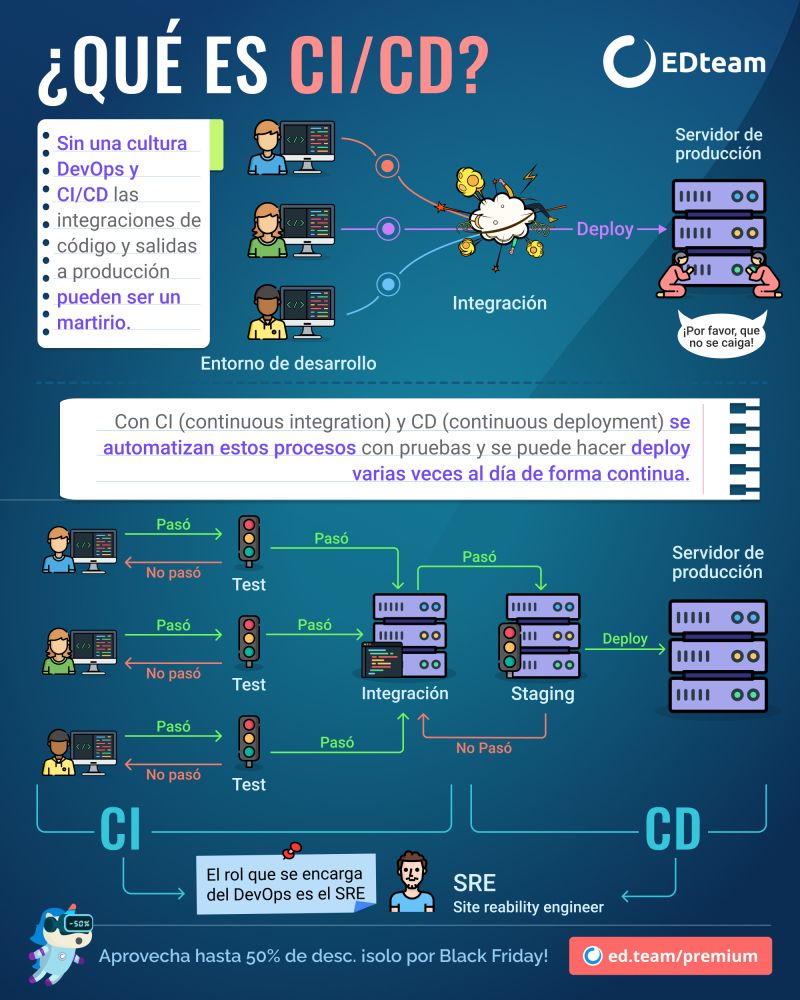 ¿QUÉ ES CI/CD?
EDteam
Sin una cultura
DevOps y
CI/CD las
integraciones de
código y salidas
a producción
pueden ser un
martirio.
Entorno de desarrollo
Integración
Deploy
Servidor de
producción
¡Por favor, que
no se caiga!
Con CI (continuous integration) y CD (continuous deployment) se
automatizan estos procesos con pruebas y se puede hacer deploy
varias veces al día de forma continua.
Pasó
No pasó
Test
Pasó
Pasó
No pasó
Test
Pasó
Pasó
No pasó
Test
Pasó
Integración
Pasó
Staging
No Pasó
Deploy
Servidor de
producción
CI
CD
El rol que se encarga
del DevOps es el SRE
SRE
Site reability engineer
-50%
Aprovecha hasta 50% de desc. isolo por Black Friday!
ed.team/premium